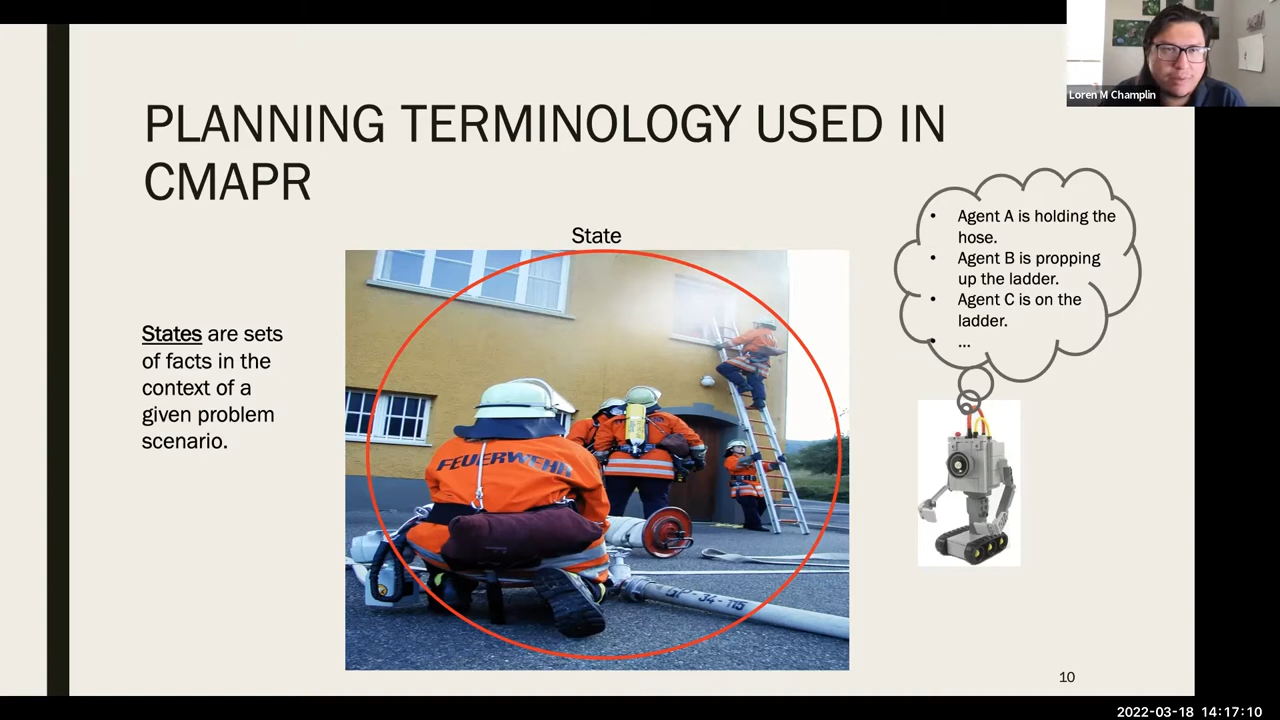 Loren M Champlin
PLANNING TERMINOLOGY USED IN
CMAPR
State
States are sets
of facts in the
context of a
given problem
scenario.
• Agent A is holding the
hose.
• Agent B is propping
up the ladder.
• Agent C is on the
ladder.
• ...
FEUERWEHR
10
2022-03-18 14:17:10